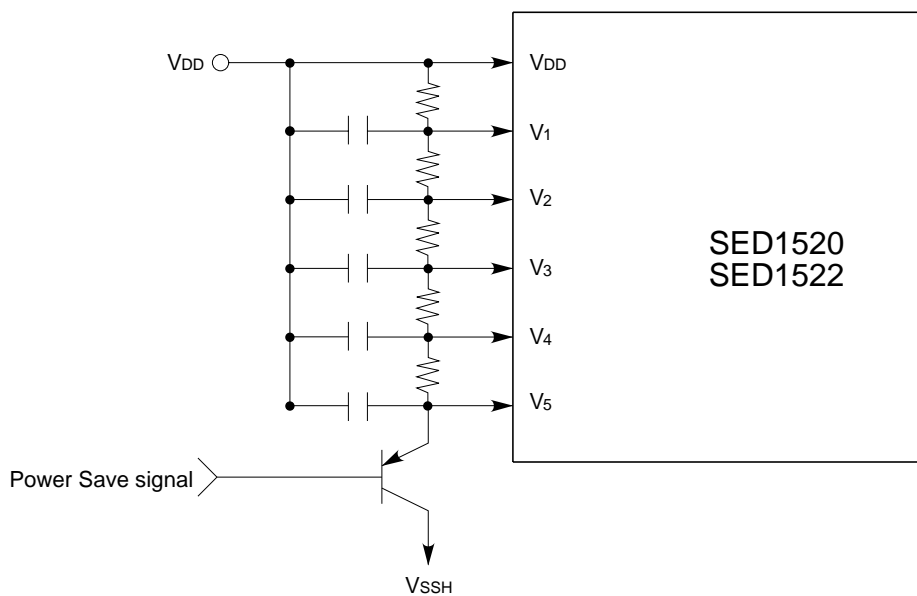 VDD
VDD
V1
V2
SED1520
SED1522
V3
V4
V5
Power Save signal
VSSH